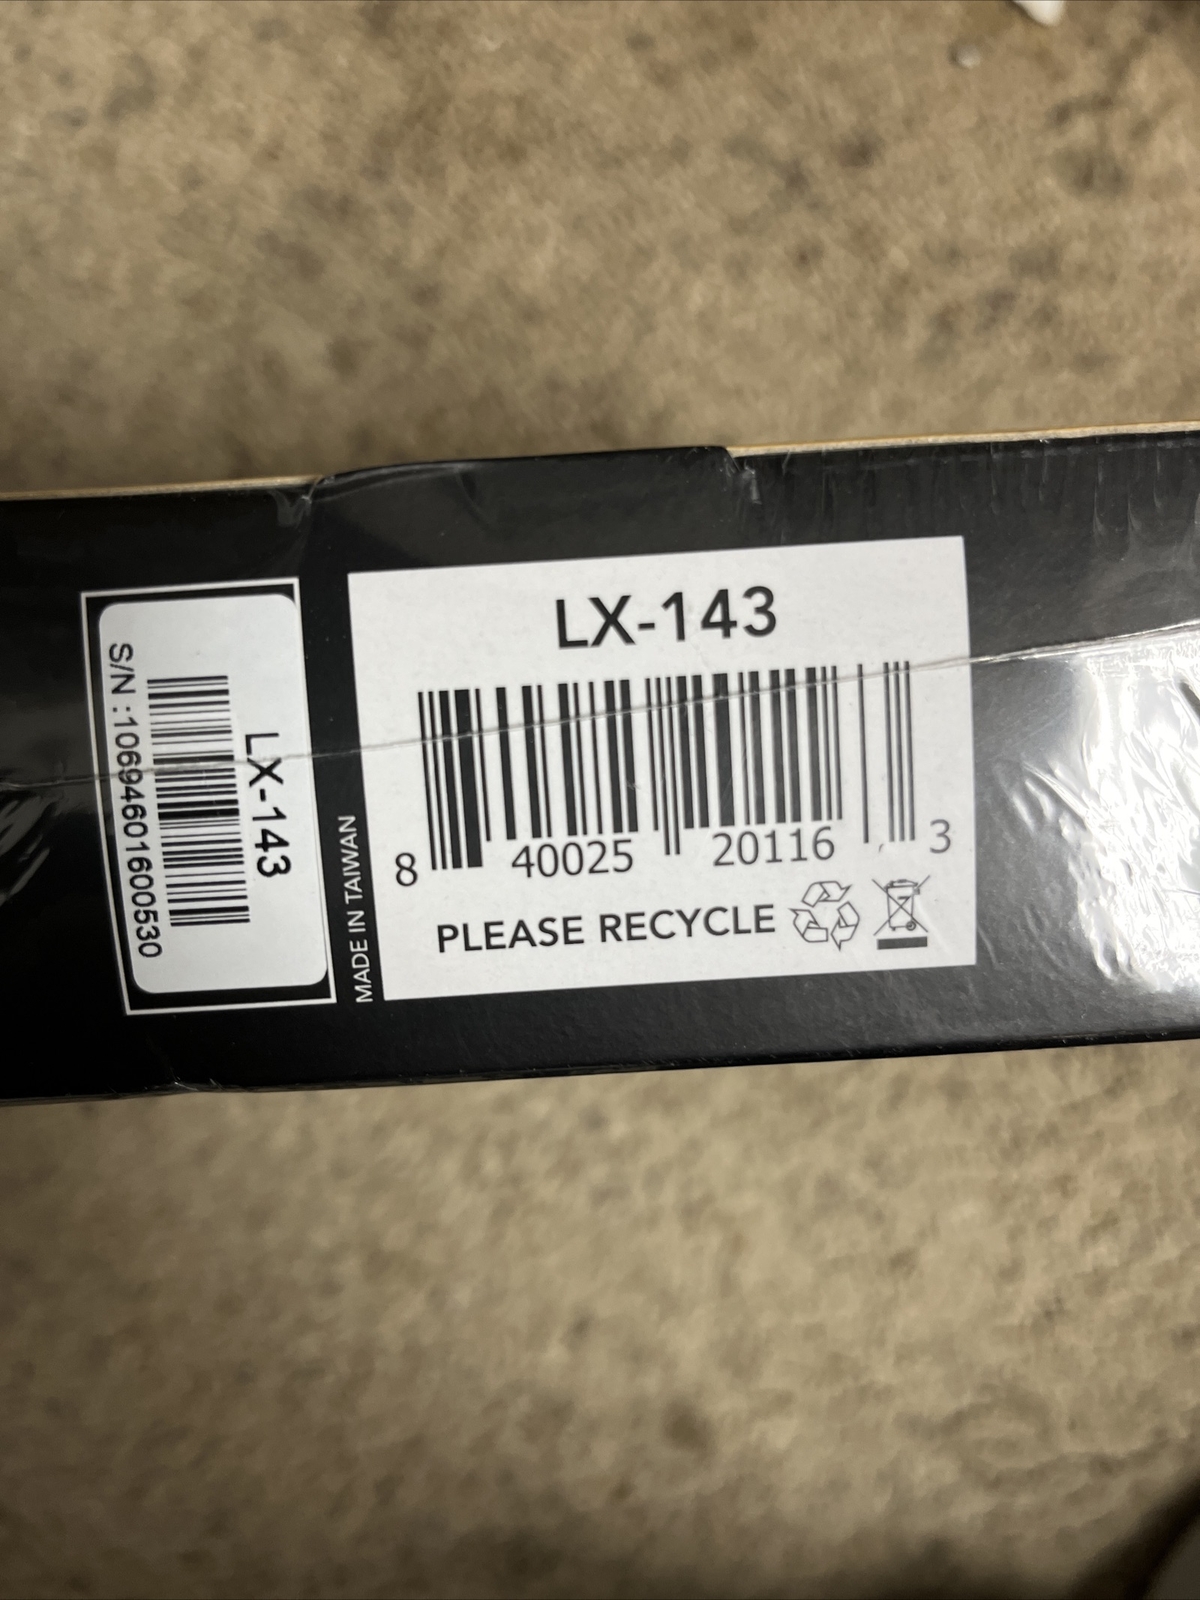 LX-143
S/N :10694601600530
MADE IN TAIWAN
LX-143
8 40025 20116 3
PLEASE RECYCLE